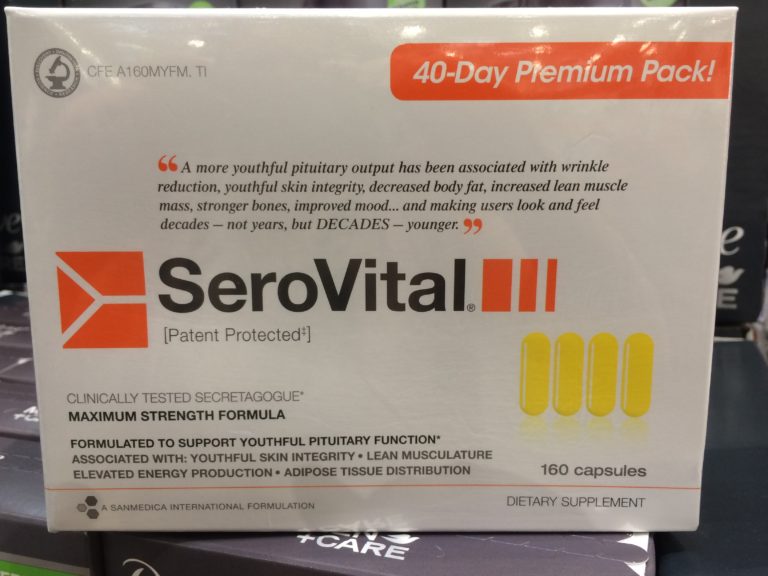 CFE A160MYFM, TI
40-Day Premium Pack!
“ A more youthful pituitary output has been associated with wrinkle
reduction, youthful skin integrity, decreased body fat, increased lean muscle
mass, stronger bones, improved mood... and making users look and feel
decades – not years, but DECADES – younger. ”
SeroVital®
[Patent Protected‡]
CLINICALLY TESTED SECRETAGOGUE*
MAXIMUM STRENGTH FORMULA
FORMULATED TO SUPPORT YOUTHFUL PITUITARY FUNCTION*
ASSOCIATED WITH: YOUTHFUL SKIN INTEGRITY • LEAN MUSCULATURE
ELEVATED ENERGY PRODUCTION • ADIPOSE TISSUE DISTRIBUTION
160 capsules
A SANMEDICA INTERNATIONAL FORMULATION
DIETARY SUPPLEMENT
+CARE